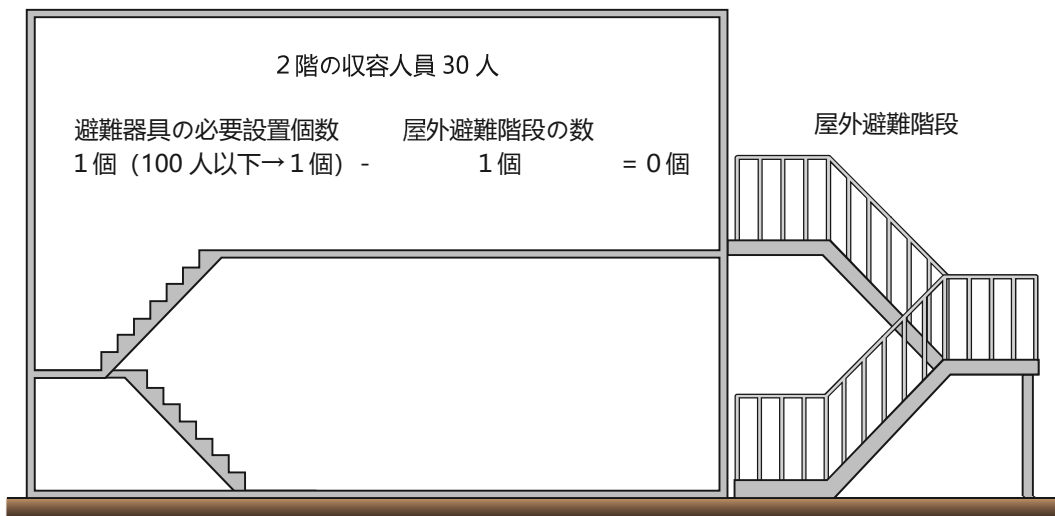 ２階の収容人員 30 人
避難器具の必要設置個数 屋外避難階段の数
１個 (100 人以下→１個) - １個 = ０個
屋外避難階段